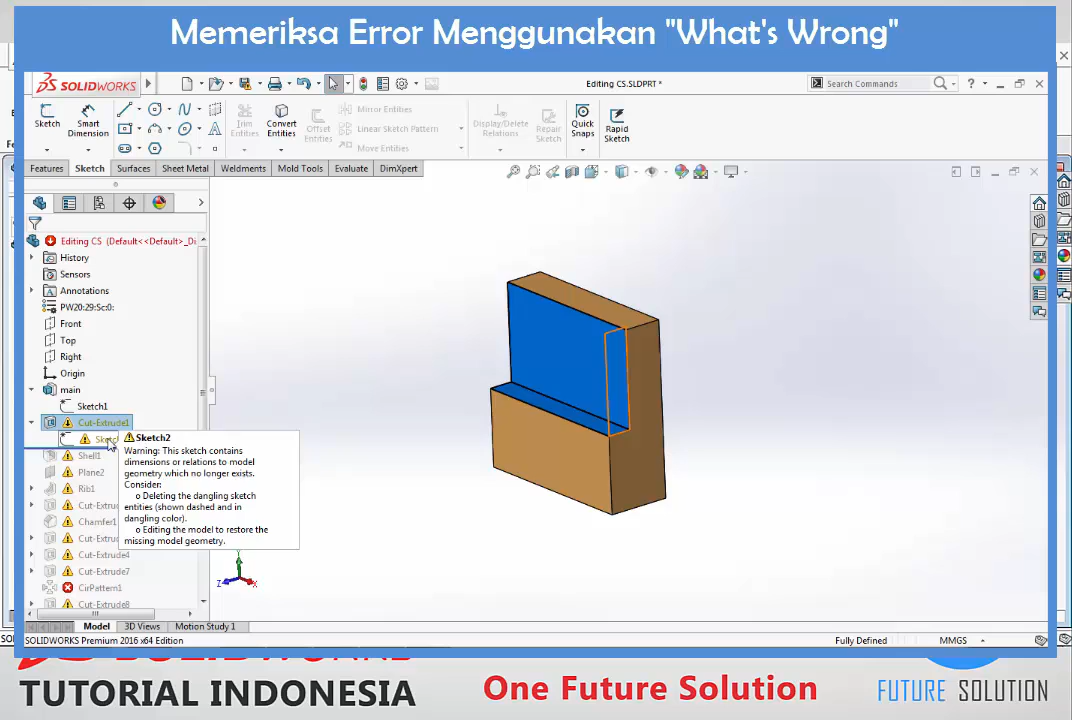 Memeriksa Error Menggunakan "What's Wrong"
SOLIDWORKS
Editing CS.SLDPRT *
Search Commands
Sketch
Smart Dimension
Trim Entities
Convert Entities
Offset Entities
Mirror Entities
Linear Sketch Pattern
Move Entities
Display/Delete Relations
Repair Sketch
Quick Snaps
Rapid Sketch
Features
Sketch
Surfaces
Sheet Metal
Weldments
Mold Tools
Evaluate
DimXpert
Editing CS (Default<<Default>_Di
History
Sensors
Annotations
PW20:29:Sc:0:
Front
Top
Right
Origin
main
Sketch1
Cut-Extrude1
Sketch2
Warning: This sketch contains
dimensions or relations to model
geometry which no longer exists.
Consider:
o Deleting the dangling sketch
entities (shown dashed and in
dangling color).
o Editing the model to restore the
missing model geometry.
Shell1
Plane2
Rib1
Chamfer1
Cut-Extrude4
Cut-Extrude7
CirPattern1
Cut-Extrude8
Y
Z
X
Model
3D Views
Motion Study 1
SOLIDWORKS Premium 2016 x64 Edition
Fully Defined
MMGS
TUTORIAL INDONESIA
One Future Solution
FUTURE SOLUTION